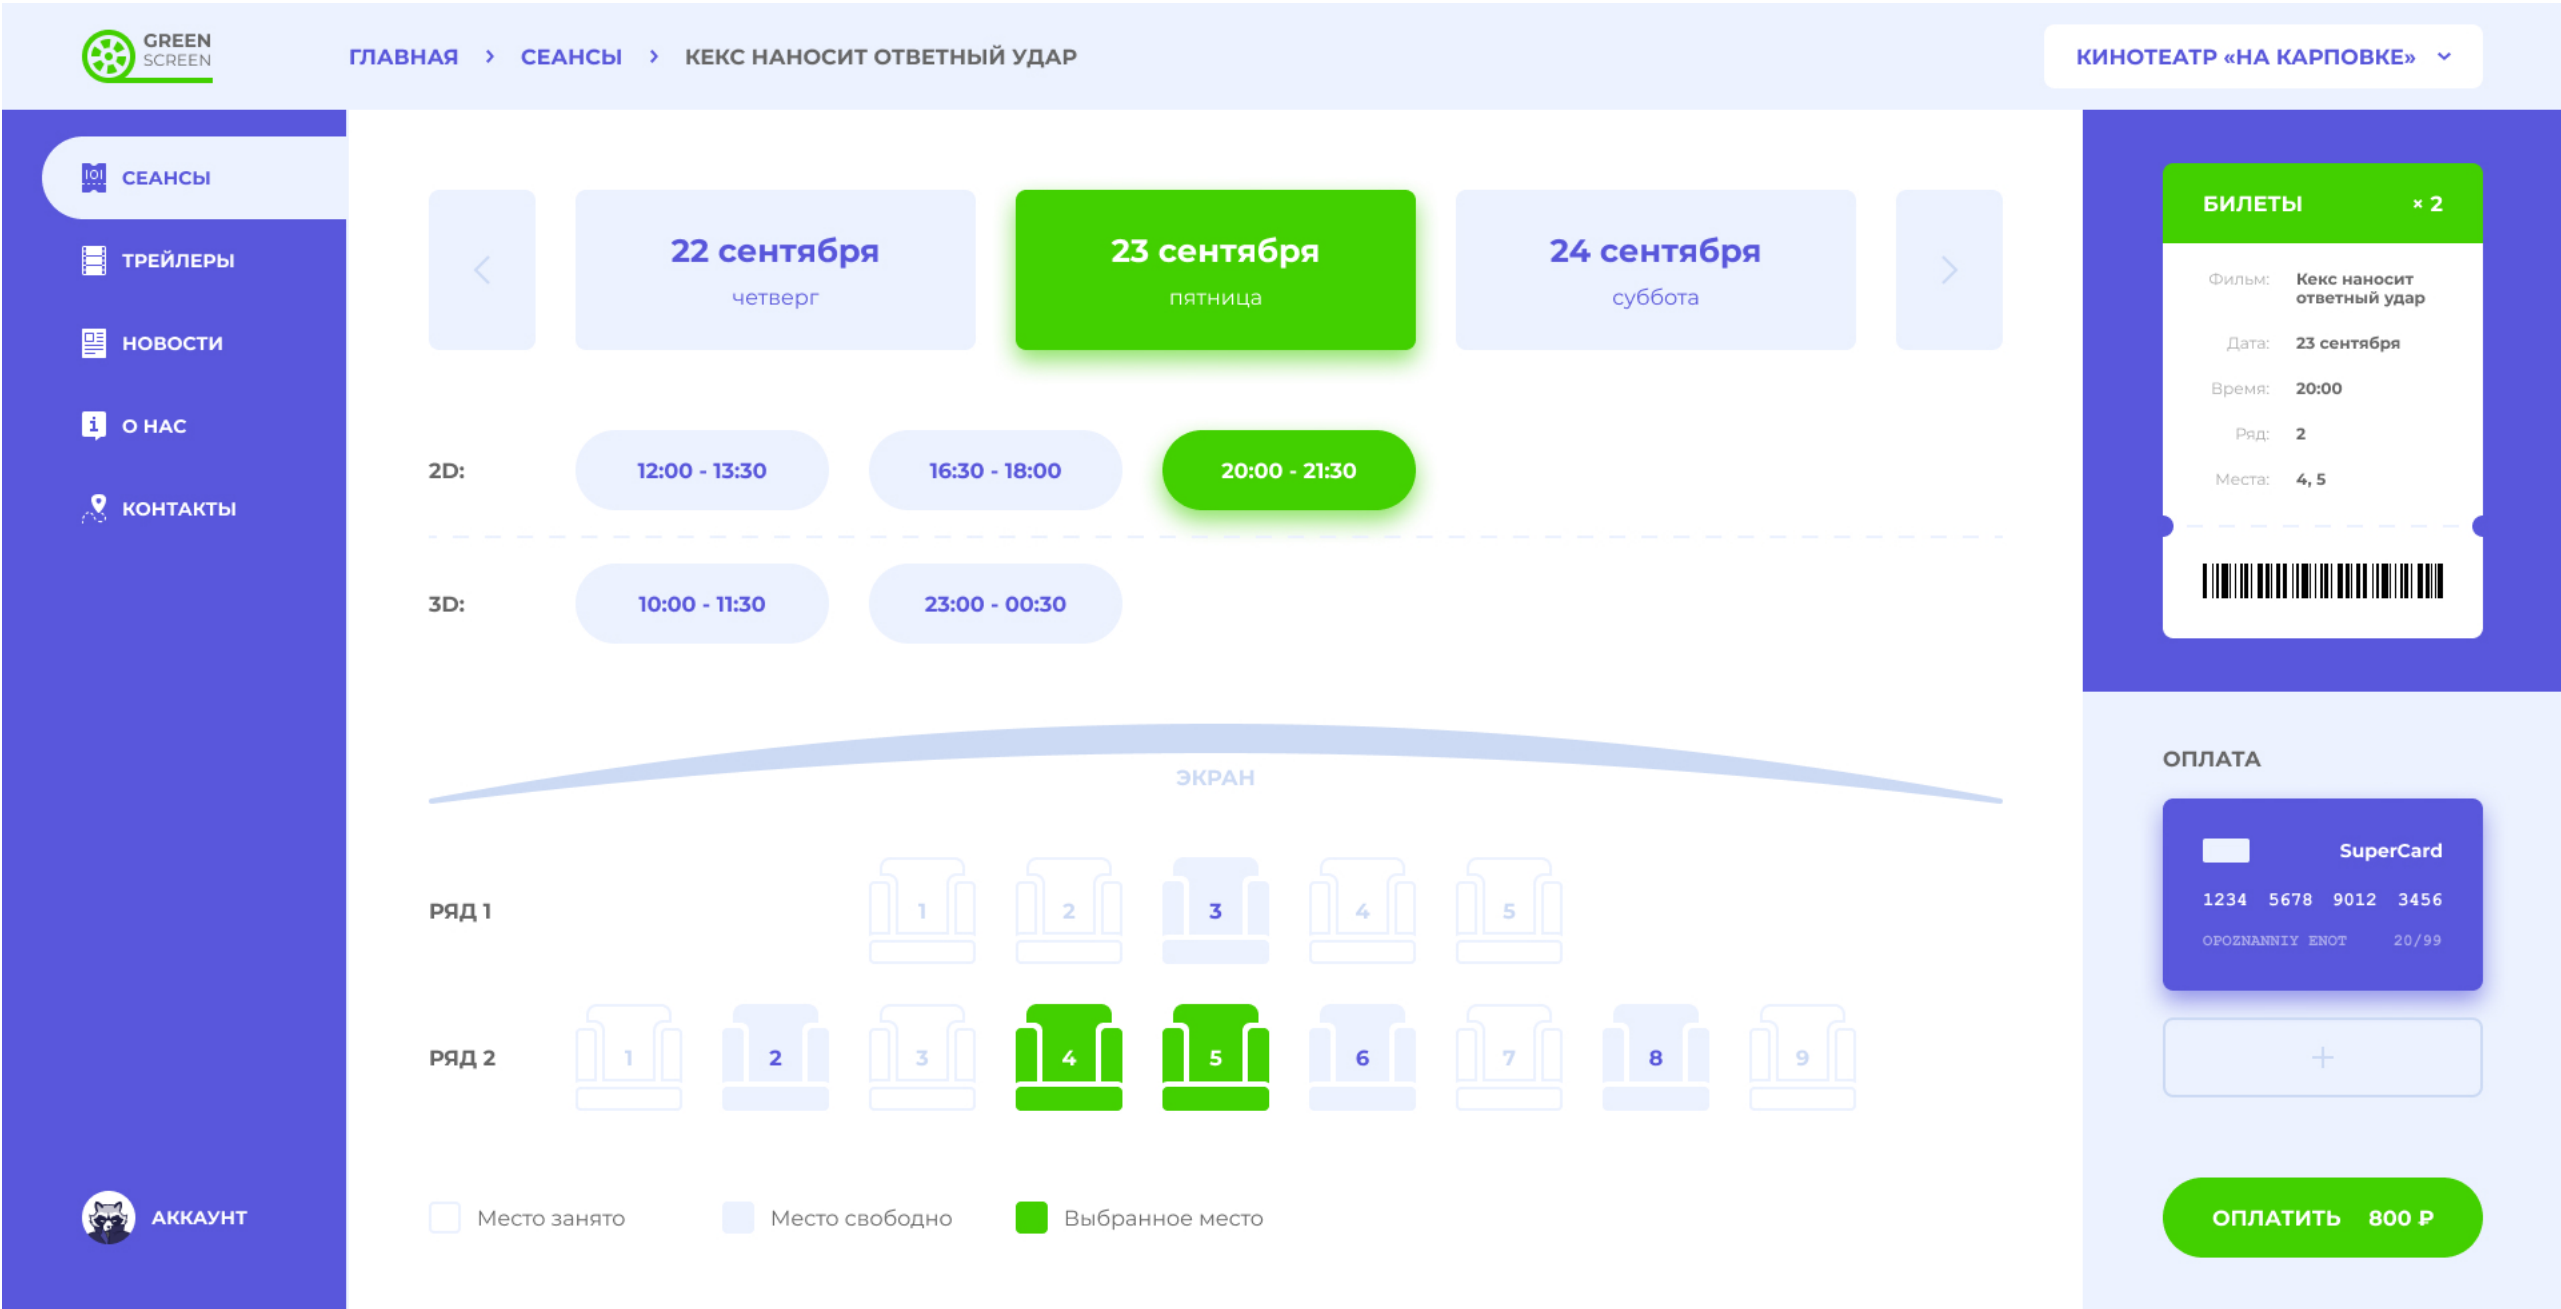 GREEN
SCREEN
ГЛАВНАЯ > СЕАНСЫ > КЕКС НАНОСИТ ОТВЕТНЫЙ УДАР
КИНОТЕАТР «НА КАРПОВКЕ»
СЕАНСЫ
ТРЕЙЛЕРЫ
НОВОСТИ
О НАС
КОНТАКТЫ
АККАУНТ
22 сентября
четверг
23 сентября
пятница
24 сентября
суббота
2D: 12:00 - 13:30 16:30 - 18:00 20:00 - 21:30
3D: 10:00 - 11:30 23:00 - 00:30
ЭКРАН
РЯД 1 1 2 3 4 5
РЯД 2 1 2 3 4 5 6 7 8 9
Место занято Место свободно Выбранное место
БИЛЕТЫ × 2
Фильм: Кекс наносит
ответный удар
Дата: 23 сентября
Время: 20:00
Ряд: 2
Места: 4, 5
ОПЛАТА
SuperCard
1234 5678 9012 3456
OPOZNANNIY ENOT 20/99
+
ОПЛАТИТЬ 800 ₽